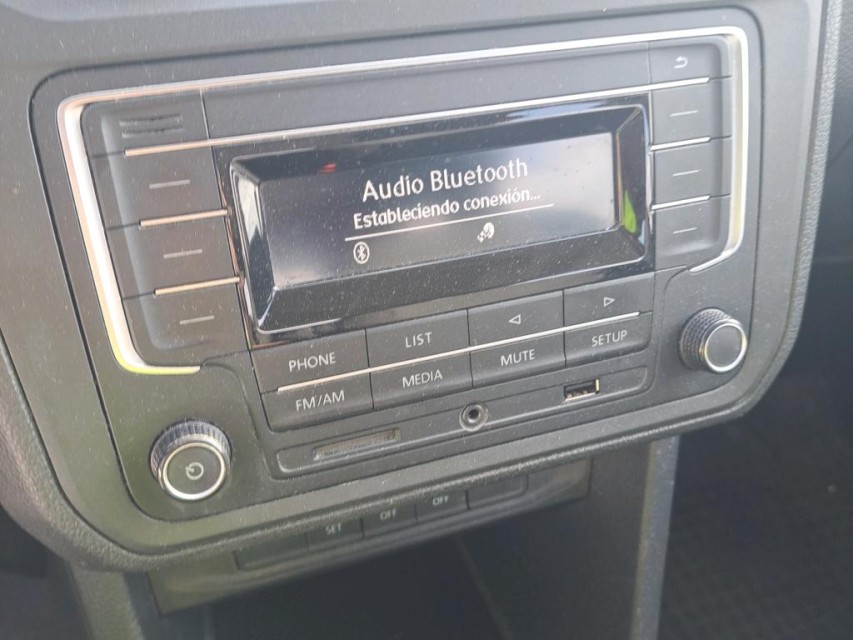 Audio Bluetooth
Estableciendo conexión...
PHONE
LIST
FM/AM
MEDIA
MUTE
SETUP
SET
OFF
OFF